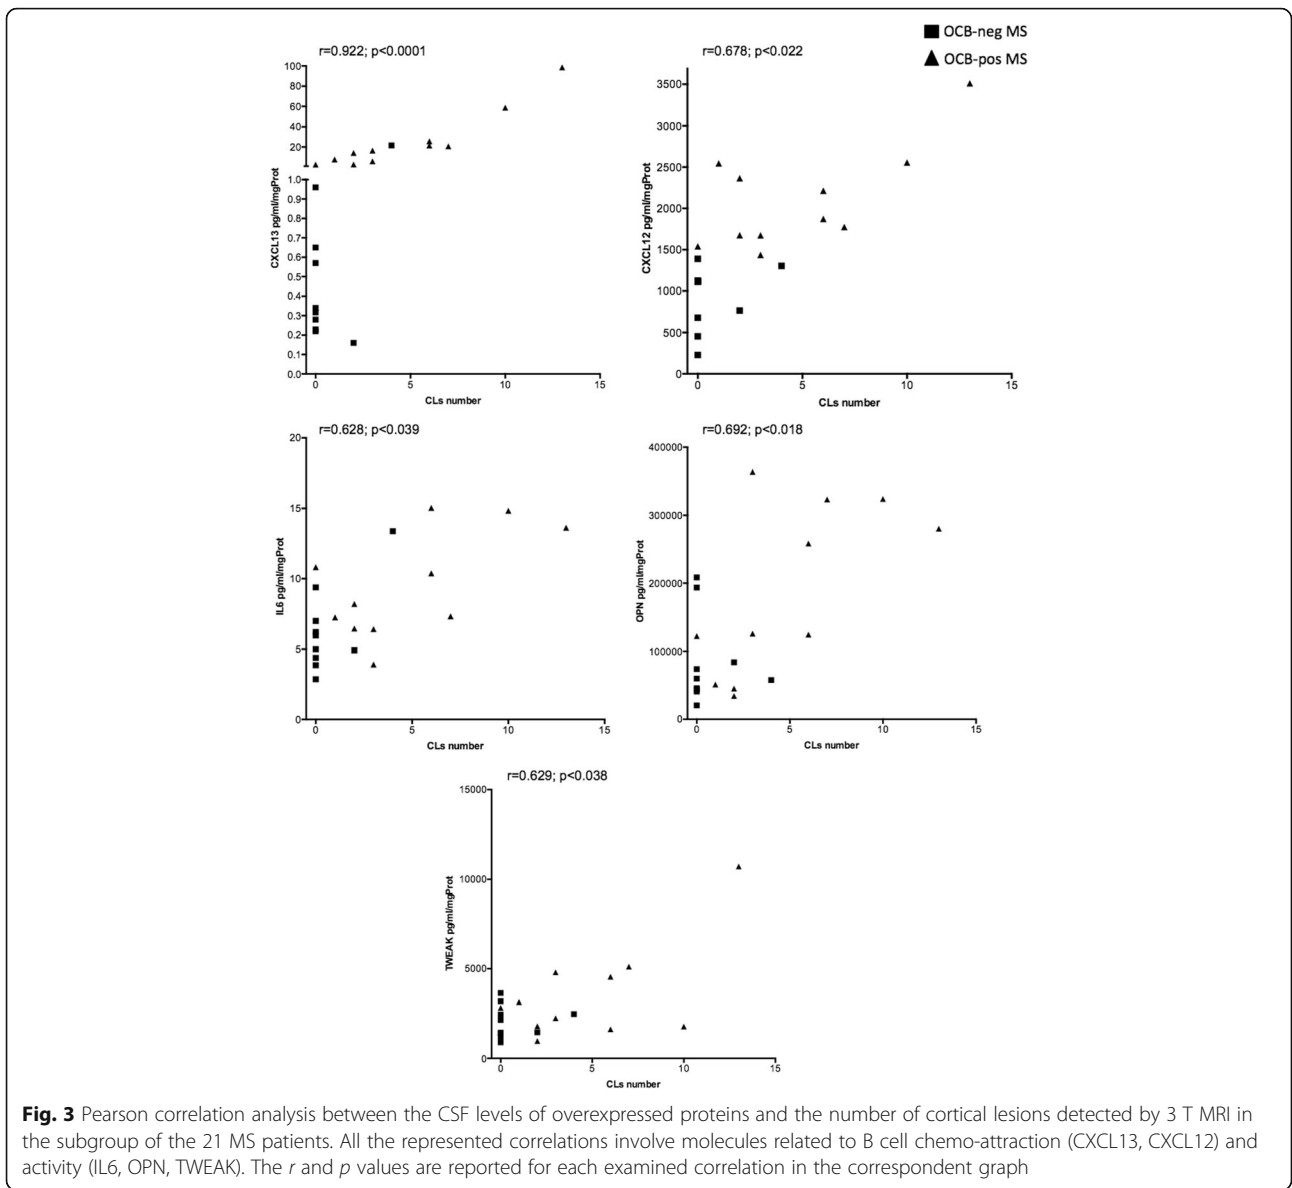 OCB-neg MS
OCB-pos MS
r=0.922; p<0.0001
100
80
60
40
20
1.0
0.9
0.8
0.7
0.6
0.5
0.4
0.3
0.2
0.1
0.0
CXCL13 pg/ml/mgProt
0 5 10 15
CLs number
r=0.678; p<0.022
3500
3000
2500
2000
1500
1000
500
0
CXCL12 pg/ml/mgProt
0 5 10 15
CLs number
r=0.628; p<0.039
20
15
10
5
0
IL6 pg/ml/mgProt
0 5 10 15
CLs number
r=0.692; p<0.018
400000
300000
200000
100000
0
OPN pg/ml/mgProt
0 5 10 15
CLs number
r=0.629; p<0.038
15000
10000
5000
0
TWEAK pg/ml/mgProt
0 5 10 15
CLs number
Fig. 3 Pearson correlation analysis between the CSF levels of overexpressed proteins and the number of cortical lesions detected by 3 T MRI in
the subgroup of the 21 MS patients. All the represented correlations involve molecules related to B cell chemo-attraction (CXCL13, CXCL12) and
activity (IL6, OPN, TWEAK). The r and p values are reported for each examined correlation in the correspondent graph